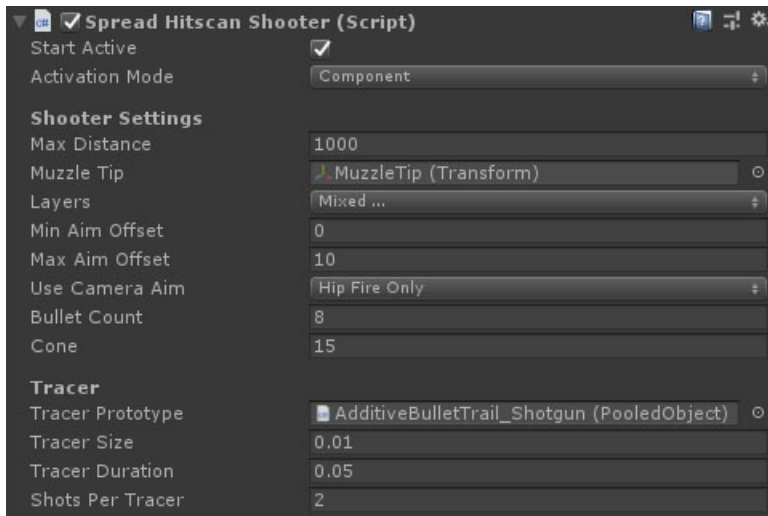 Spread Hitscan Shooter (Script)
Start Active
Activation Mode Component
Shooter Settings
Max Distance 1000
Muzzle Tip MuzzleTip (Transform)
Layers Mixed ...
Min Aim Offset 0
Max Aim Offset 10
Use Camera Aim Hip Fire Only
Bullet Count 8
Cone 15
Tracer
Tracer Prototype AdditiveBulletTrail_Shotgun (PooledObject)
Tracer Size 0.01
Tracer Duration 0.05
Shots Per Tracer 2